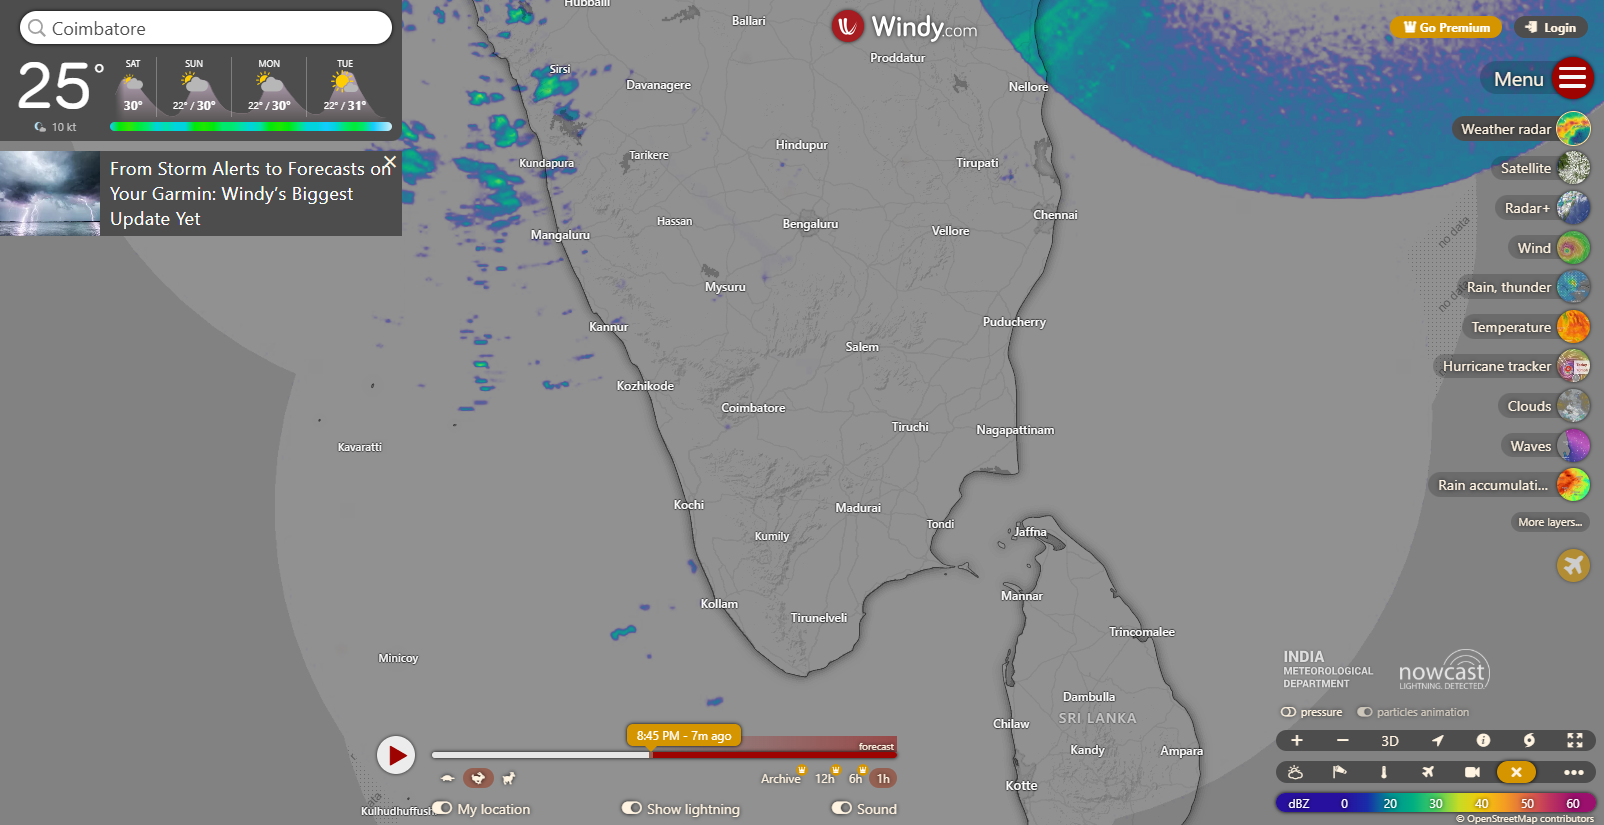 Coimbatore
25°
10 kt
SAT
30°
SUN
22° / 30°
MON
22° / 30°
TUE
22° / 31°
From Storm Alerts to Forecasts on
Your Garmin: Windy’s Biggest
Update Yet
Windy.com
Go Premium
Login
Menu
Weather radar
Satellite
Radar+
Wind
Rain, thunder
Temperature
Hurricane tracker
Clouds
Waves
Rain accumulati...
More layers...
Hubballi
Ballari
Proddatur
Sirsi
Davanagere
Nellore
Kundapura
Tarikere
Hindupur
Tirupati
Hassan
Bengaluru
Chennai
Mangaluru
Vellore
no data
Mysuru
no data
Kannur
Puducherry
Salem
Kozhikode
Coimbatore
Tiruchi
Nagapattinam
Kavaratti
Kochi
Madurai
Tondi
Kumily
Jaffna
Kollam
Mannar
Tirunelveli
Trincomalee
Minicoy
Dambulla
Chilaw
SRI LANKA
Kandy
Ampara
Kotte
Kulhudhuffushi
data
INDIA
METEOROLOGICAL
DEPARTMENT
nowcast
LIGHTNING. DETECTED.
pressure
particles animation
3D
dBZ 0 20 30 40 50 60
© OpenStreetMap contributors
8:45 PM - 7m ago
forecast
Archive 12h 6h 1h
My location
Show lightning
Sound